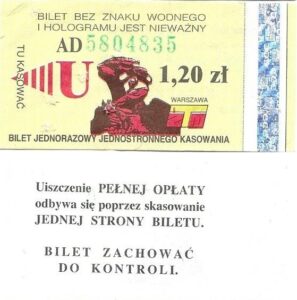 BILET BEZ ZNAKU WODNEGO
I HOLOGRAMU JEST NIEWAŻNY
TU KASOWAĆ
AD 5804835
U 1,20 zł
WARSZAWA
BILET JEDNORAZOWY JEDNOSTRONNEGO KASOWANIA
Uiszczenie PEŁNEJ OPŁATY
odbywa się poprzez skasowanie
JEDNEJ STRONY BILETU.
BILET ZACHOWAĆ
DO KONTROLI.